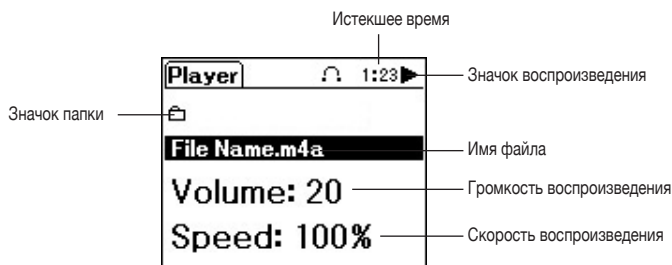 Истекшее время
Player 1:23 Значок воспроизведения
Значок папки
File Name.m4a Имя файла
Volume: 20 Громкость воспроизведения
Speed: 100% Скорость воспроизведения